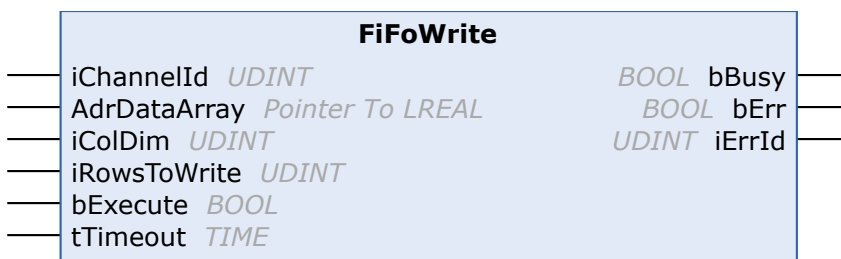 FiFoWrite
iChannelId UDINT BOOL bBusy
AdrDataArray Pointer To LREAL BOOL bErr
iColDim UDINT UDINT iErrId
iRowsToWrite UDINT
bExecute BOOL
tTimeout TIME